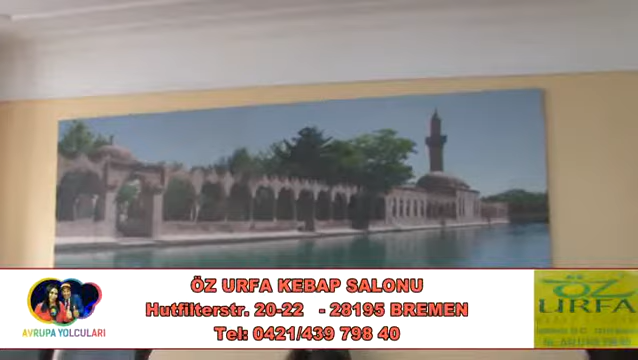 ÖZ URFA KEBAP SALONU
Hutfilterstr. 20-22 - 28195 BREMEN
Tel: 0421/439 798 40
AVRUPA YOLCULARI
ÖZ
URFA